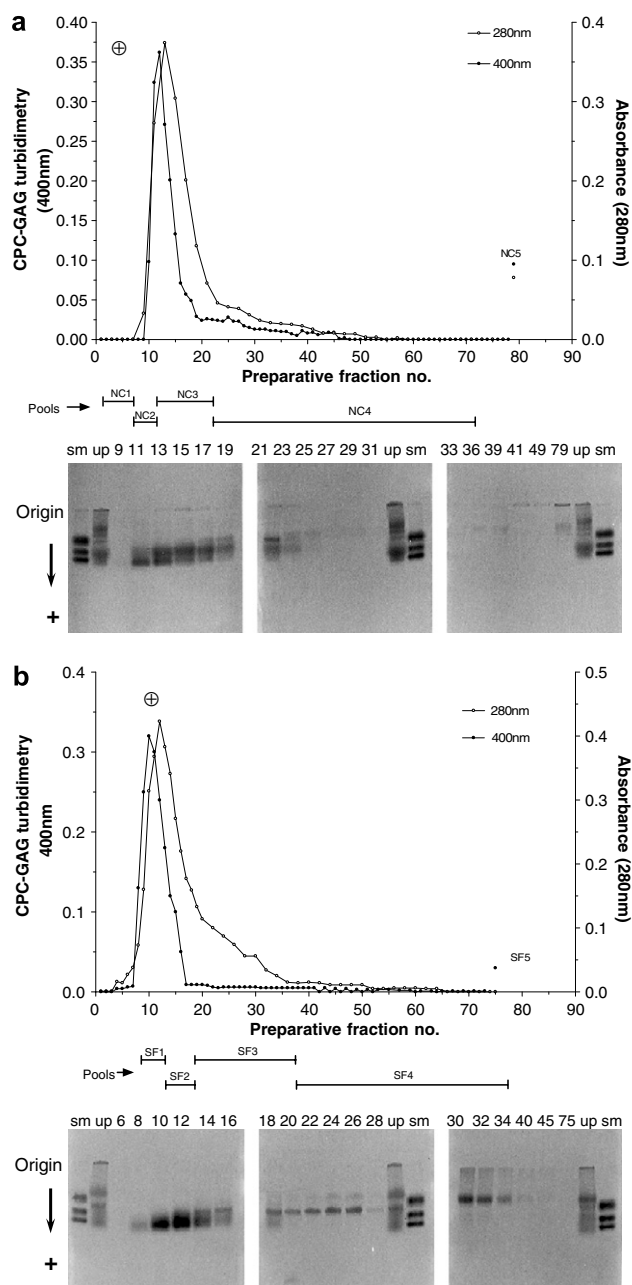 a
280nm
400nm
NC5
CPC-GAG turbidimetry
(400nm)
Absorbance (280nm)
0.40 0.35 0.30 0.25 0.20 0.15 0.10 0.05 0.00
0.4 0.3 0.2 0.1 0.0
0 10 20 30 40 50 60 70 80 90
Preparative fraction no.
Pools
NC1 NC3
NC2 NC4
sm up 9 11 13 15 17 19 21 23 25 27 29 31 up sm 33 36 39 41 49 79 up sm
Origin
+
b
280nm
400nm
SF5
CPC-GAG turbidimetry
400nm
Absorbance (280nm)
0.4 0.3 0.2 0.1 0.0
0.5 0.4 0.3 0.2 0.1 0.0
0 10 20 30 40 50 60 70 80 90
Preparative fraction no.
Pools
SF1 SF3
SF2 SF4
sm up 6 8 10 12 14 16 18 20 22 24 26 28 up sm 30 32 34 40 45 75 up sm
Origin
+